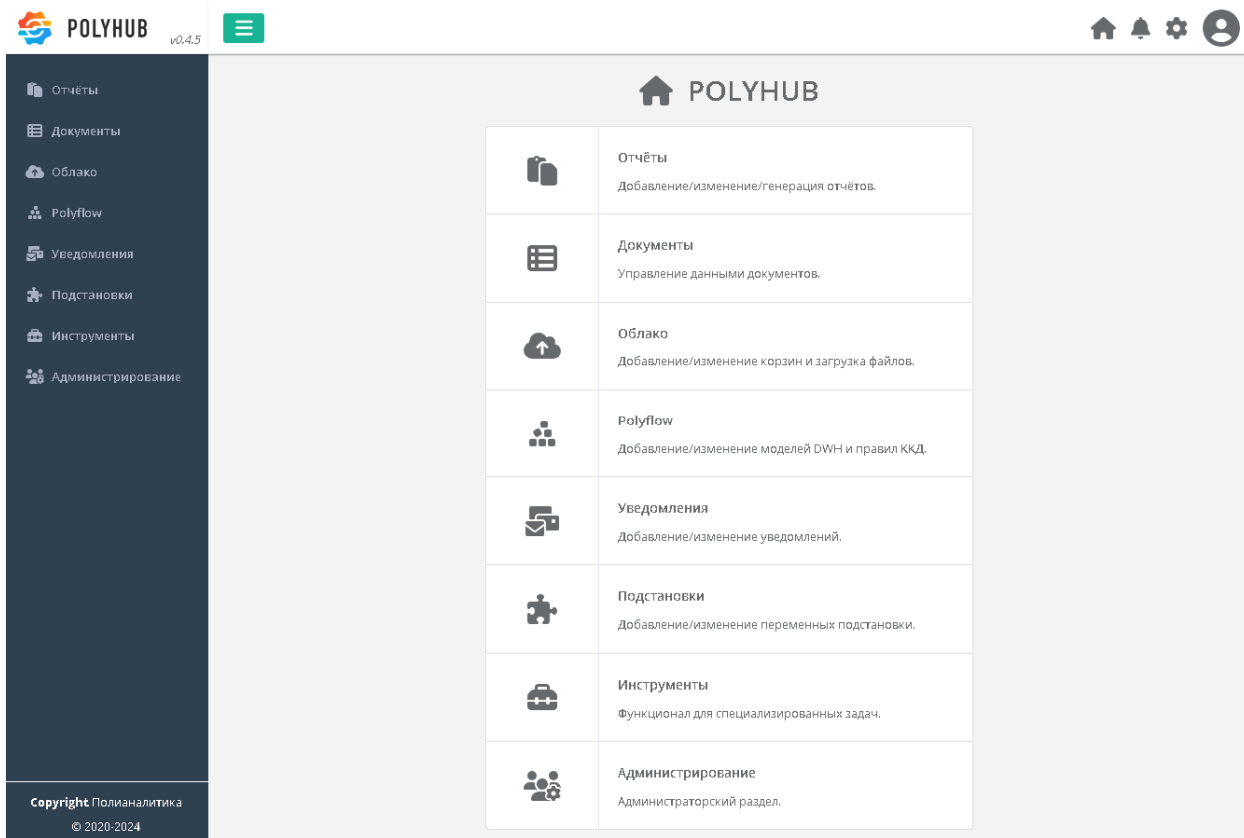 POLYHUB v0.4.5
Отчёты
Документы
Облако
Polyflow
Уведомления
Подстановки
Инструменты
Администрирование
Copyright Полианалитика
© 2020-2024
POLYHUB
Отчёты
Добавление/изменение/генерация отчётов.
Документы
Управление данными документов.
Облако
Добавление/изменение корзин и загрузка файлов.
Polyflow
Добавление/изменение моделей DWH и правил ККД.
Уведомления
Добавление/изменение уведомлений.
Подстановки
Добавление/изменение переменных подстановки.
Инструменты
Функционал для специализированных задач.
Администрирование
Администраторский раздел.